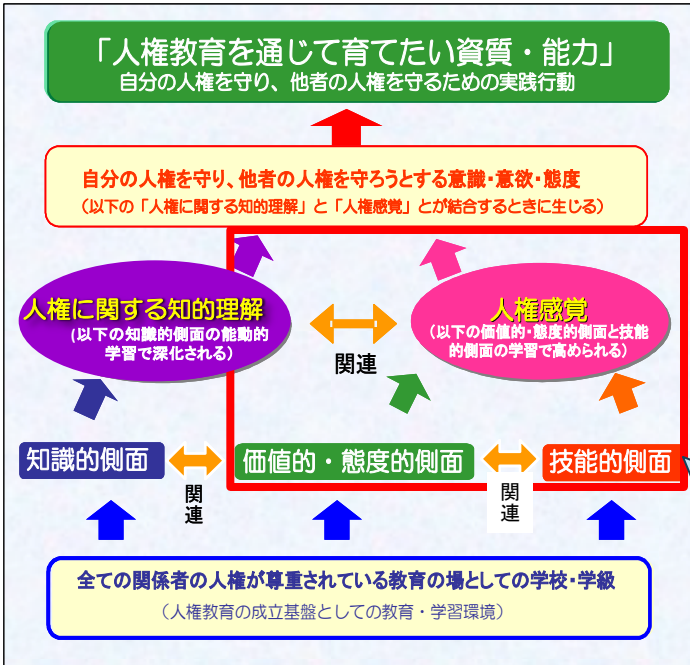 「人権教育を通じて育てたい資質・能力」
自分の人権を守り、他者の人権を守るための実践行動
自分の人権を守り、他者の人権を守ろうとする意識・意欲・態度
（以下の「人権に関する知的理解」と「人権感覚」とが結合するときに生じる）
人権に関する知的理解
(以下の知識的側面の能動的
学習で深化される)
関連
人権感覚
(以下の価値的・態度的側面と技能
的側面の学習で高められる)
知識的側面
関
連
価値的・態度的側面
関
連
技能的側面
全ての関係者の人権が尊重されている教育の場としての学校・学級
（人権教育の成立基盤としての教育・学習環境）